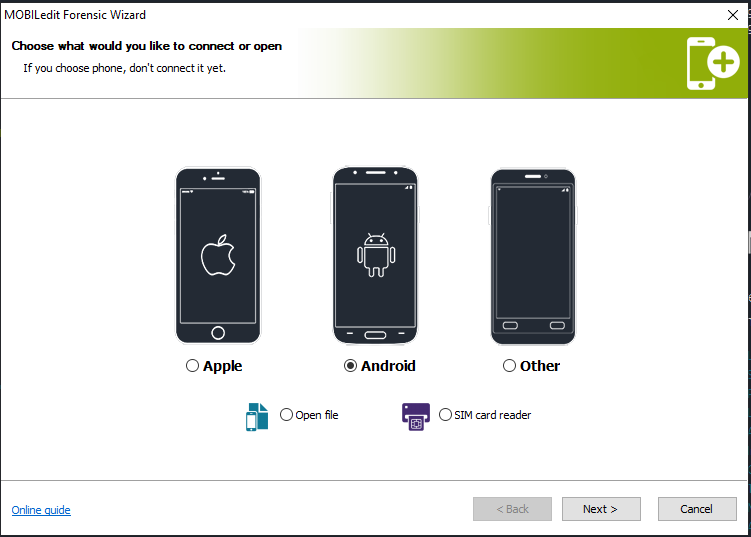 MOBILedit Forensic Wizard
Choose what would you like to connect or open
If you choose phone, don't connect it yet.
Apple
Android
Other
Open file
SIM card reader
Online guide
< Back
Next >
Cancel